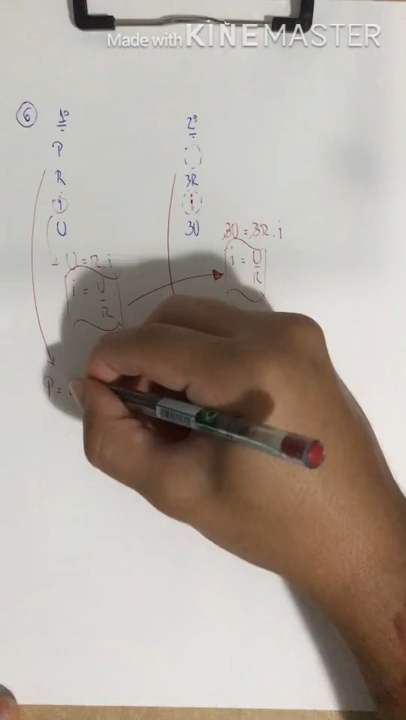 Made with KINEMASTER
6 1º 2º
P
R 3R
i i
U 3U
U = R.i 3U = 3R.i
i = U/R i = U/R
P =